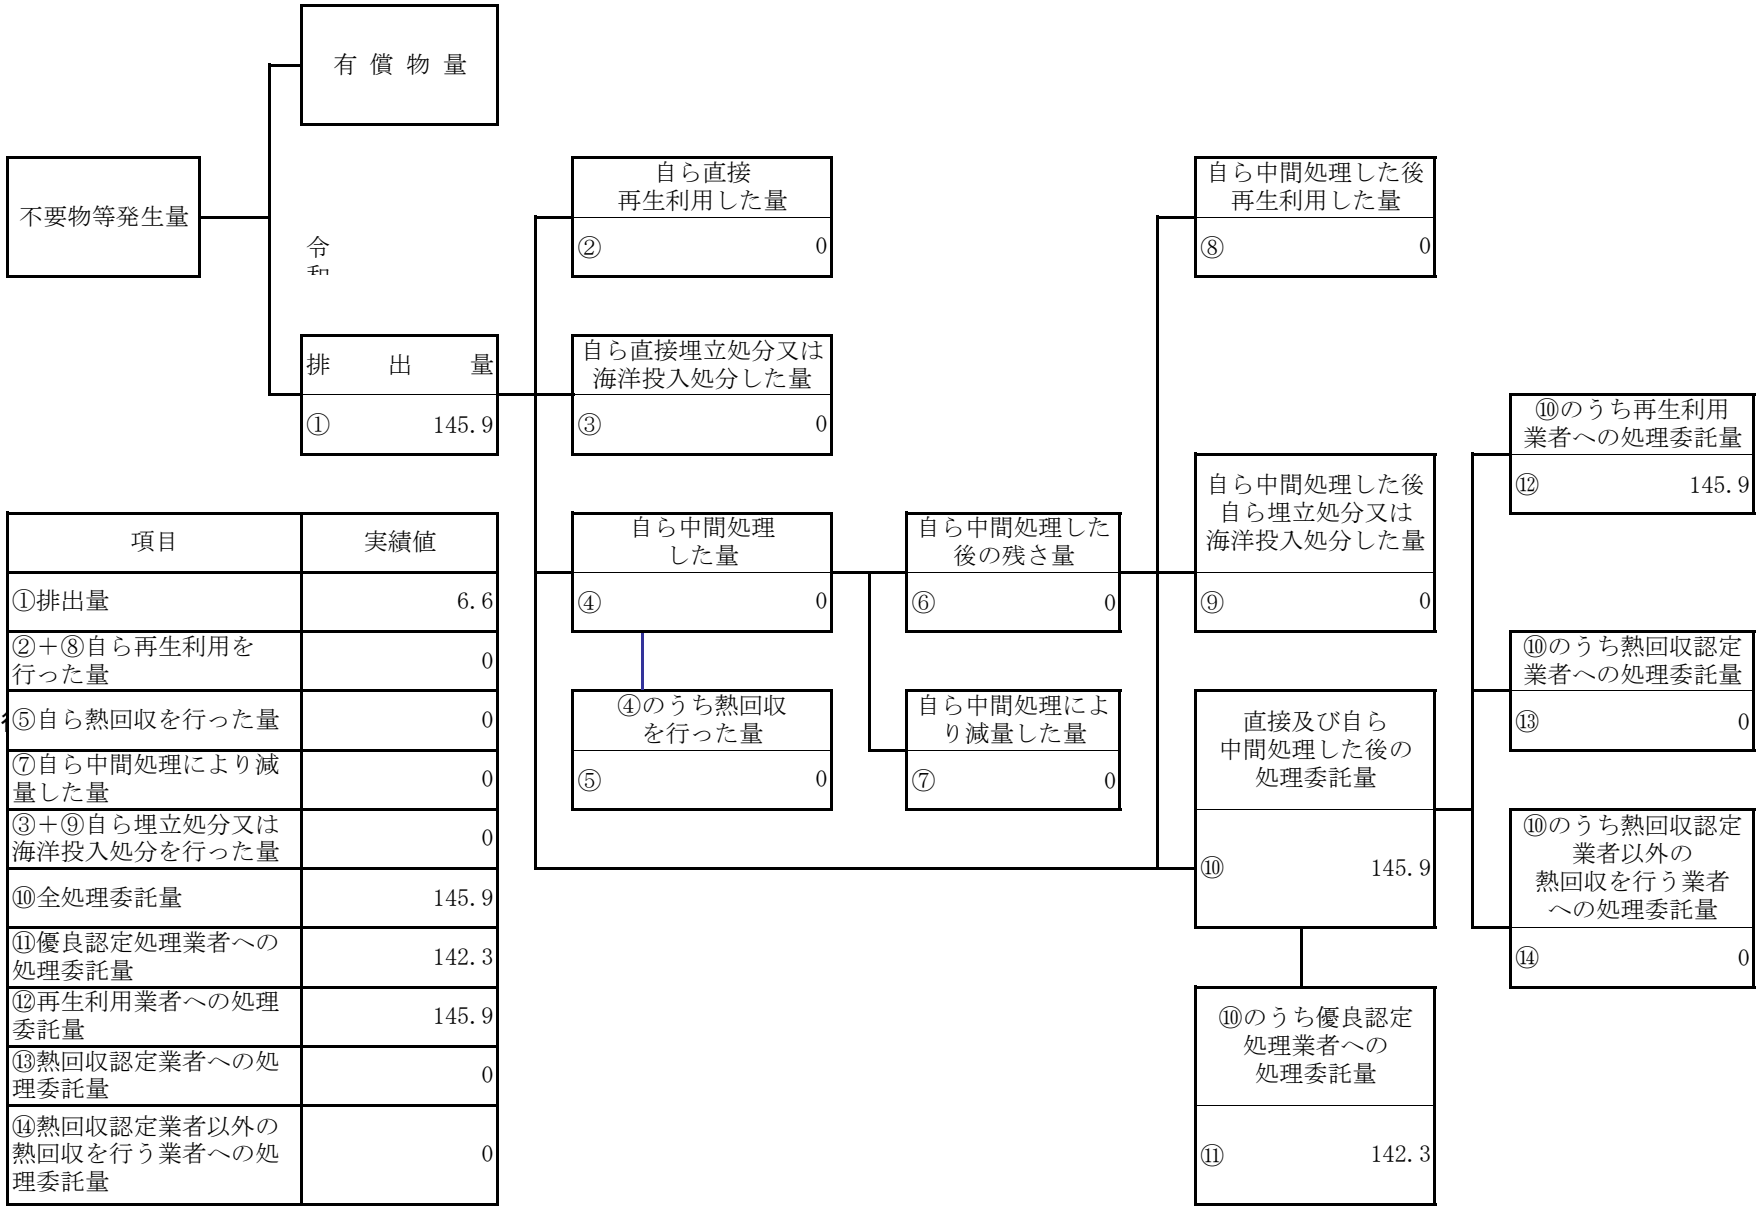 有償物量
不要物等発生量
令
和
自ら直接
再生利用した量
② 0
自ら中間処理した後
再生利用した量
⑧ 0
排出量
① 145.9
自ら直接埋立処分又は
海洋投入処分した量
③ 0
⑩のうち再生利用
業者への処理委託量
⑫ 145.9
自ら中間処理
した量
④ 0
自ら中間処理した
後の残さ量
⑥ 0
自ら中間処理した後
自ら埋立処分又は
海洋投入処分した量
⑨ 0
⑩のうち熱回収認定
業者への処理委託量
⑬ 0
④のうち熱回収
を行った量
⑤ 0
自ら中間処理によ
り減量した量
⑦ 0
直接及び自ら
中間処理した後の
処理委託量
⑩ 145.9
⑩のうち熱回収認定
業者以外の
熱回収を行う業者
への処理委託量
⑭ 0
⑩のうち優良認定
処理業者への
処理委託量
⑪ 142.3
項目 実績値
①排出量 6.6
②＋⑧自ら再生利用を
行った量 0
⑤自ら熱回収を行った量 0
⑦自ら中間処理により減
量した量 0
③＋⑨自ら埋立処分又は
海洋投入処分を行った量 0
⑩全処理委託量 145.9
⑪優良認定処理業者への
処理委託量 142.3
⑫再生利用業者への処理
委託量 145.9
⑬熱回収認定業者への処
理委託量 0
⑭熱回収認定業者以外の
熱回収を行う業者への処
理委託量 0